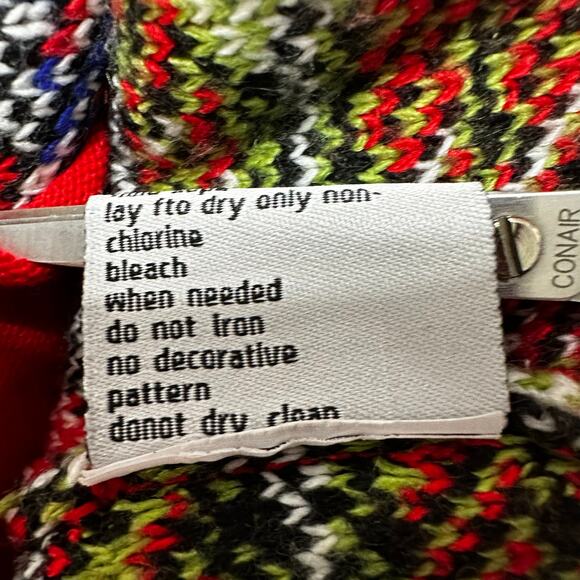 lay fto dry only non-
chlorine
bleach
when needed
do not iron
no decorative
pattern
donot dry clean
CONAIR